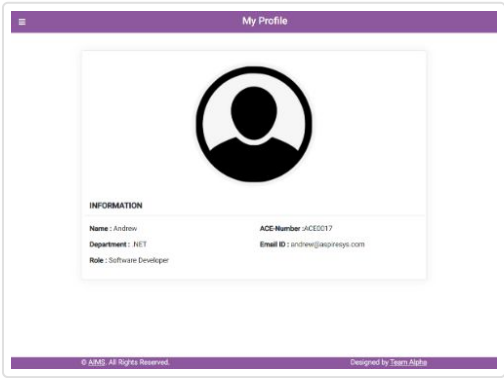 My Profile
INFORMATION
Name : Andrew
ACE-Number :ACE0017
Department : .NET
Email ID : andrew@aspiresys.com
Role : Software Developer
© AIMS. All Rights Reserved.
Designed by Team Alpha